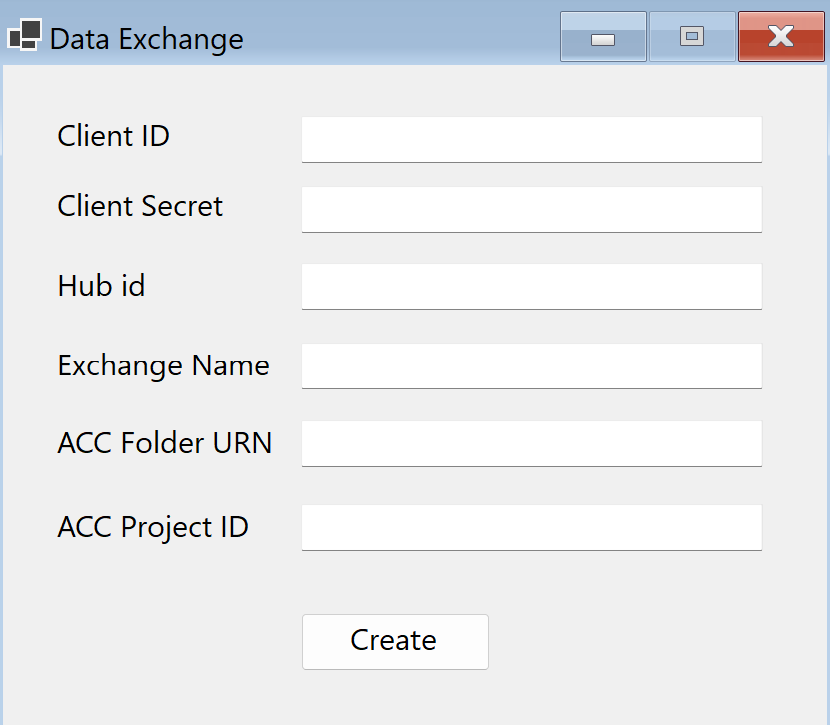 Data Exchange
Client ID
Client Secret
Hub id
Exchange Name
ACC Folder URN
ACC Project ID
Create